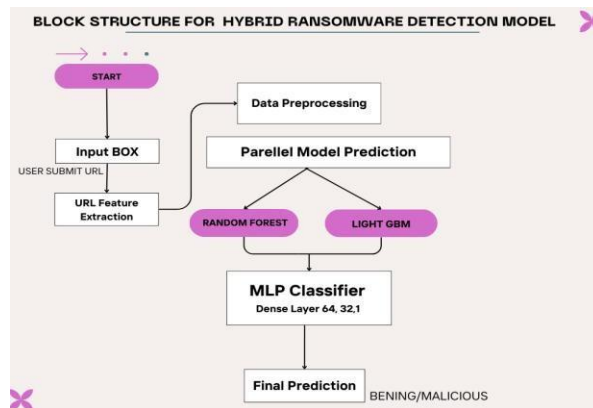 BLOCK STRUCTURE FOR HYBRID RANSOMWARE DETECTION MODEL
START
Data Preprocessing
Input BOX
Parellel Model Prediction
USER SUBMIT URL
URL Feature
Extraction
RANDOM FOREST
LIGHT GBM
MLP Classifier
Dense Layer 64, 32,1
Final Prediction
BENING/MALICIOUS